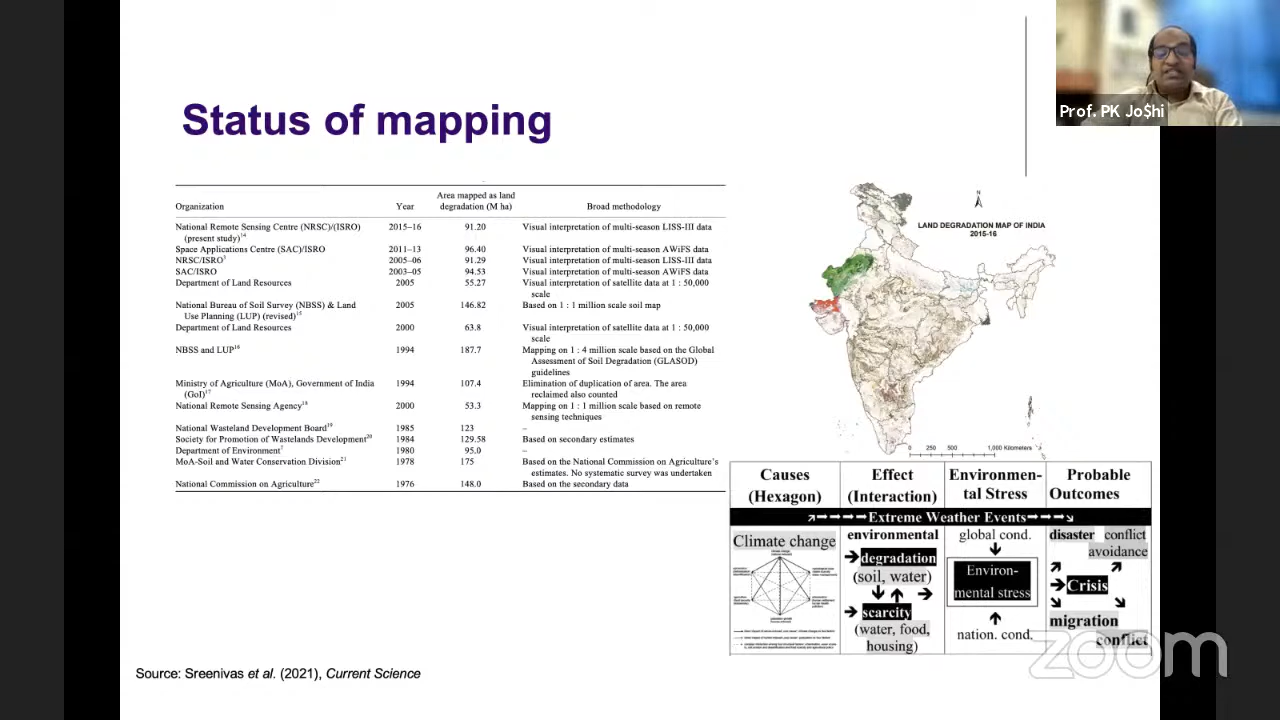 Prof. PK Jo$hi
Status of mapping
Area mapped as land
Organization Year degradation (M ha) Broad methodology
National Remote Sensing Centre (NRSC)/(ISRO) 2015–16 91.20 Visual interpretation of multi-season LISS-III data
(present study)14
Space Applications Centre (SAC)/ISRO 2011–13 96.40 Visual interpretation of multi-season AWiFS data
NRSC/ISRO3 2005–06 91.29 Visual interpretation of multi-season LISS-III data
SAC/ISRO 2003–05 94.53 Visual interpretation of multi-season AWiFS data
Department of Land Resources 2005 55.27 Visual interpretation of satellite data at 1 : 50,000
scale
National Bureau of Soil Survey (NBSS) & Land 2005 146.82 Based on 1 : 1 million scale soil map
Use Planning (LUP) (revised)15
Department of Land Resources 2000 63.8 Visual interpretation of satellite data at 1 : 50,000
scale
NBSS and LUP16 1994 187.7 Mapping on 1 : 4 million scale based on the Global
Assessment of Soil Degradation (GLASOD)
guidelines
Ministry of Agriculture (MoA), Government of India 1994 107.4 Elimination of duplication of area. The area
(GoI)17 reclaimed also counted
National Remote Sensing Agency18 2000 53.3 Mapping on 1 : 1 million scale based on remote
sensing techniques
National Wasteland Development Board19 1985 123 –
Society for Promotion of Wastelands Development20 1984 129.58 Based on secondary estimates
Department of Environment7 1980 95.0 –
MoA-Soil and Water Conservation Division21 1978 175 Based on the National Commission on Agriculture's
estimates. No systematic survey was undertaken
National Commission on Agriculture22 1976 148.0 Based on the secondary data
N
LAND DEGRADATION MAP OF INDIA
2015-16
0 250 500 1,000 Kilometers
Causes Effect Environmen- Probable
(Hexagon) (Interaction) tal Stress Outcomes
Extreme Weather Events
Climate change
environmental
degradation
(soil, water)
scarcity
(water, food,
housing)
global cond.
Environ-
mental stress
nation. cond.
disaster conflict
avoidance
Crisis
migration
conflict
zoom
Source: Sreenivas et al. (2021), Current Science